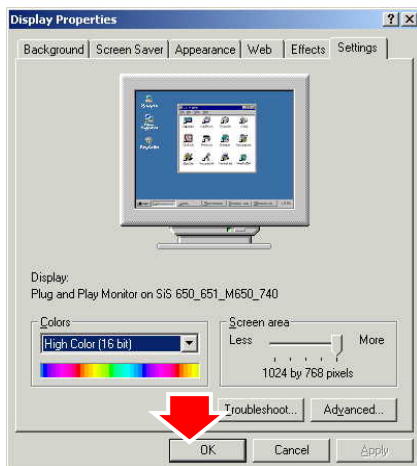 Display Properties
Background Screen Saver Appearance Web Effects Settings
Display:
Plug and Play Monitor on SiS 650_651_M650_740
Colors
High Color (16 bit)
Screen area
Less More
1024 by 768 pixels
Troubleshoot... Advanced...
OK Cancel Apply